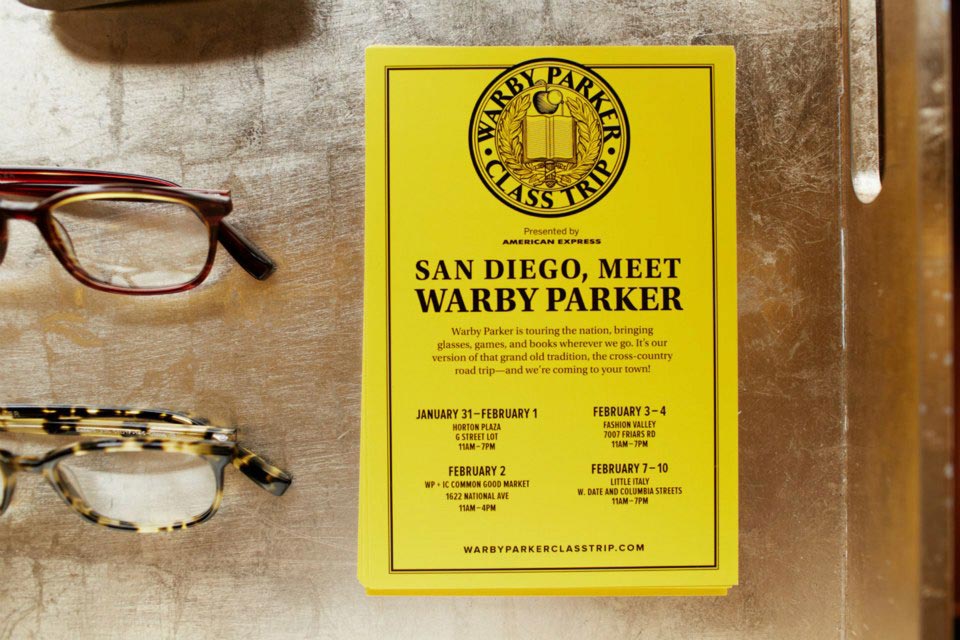 WARBY PARKER
• CLASS TRIP •
Presented by
AMERICAN EXPRESS
SAN DIEGO, MEET
WARBY PARKER
Warby Parker is touring the nation, bringing
glasses, games, and books wherever we go. It's our
version of that grand old tradition, the cross-country
road trip—and we're coming to your town!
JANUARY 31–FEBRUARY 1
HORTON PLAZA
G STREET LOT
11AM–7PM
FEBRUARY 3–4
FASHION VALLEY
7007 FRIARS RD
11AM–7PM
FEBRUARY 2
WP + IC COMMON GOOD MARKET
1622 NATIONAL AVE
11AM–4PM
FEBRUARY 7–10
LITTLE ITALY
W. DATE AND COLUMBIA STREETS
11AM–7PM
WARBYPARKERCLASSTRIP.COM